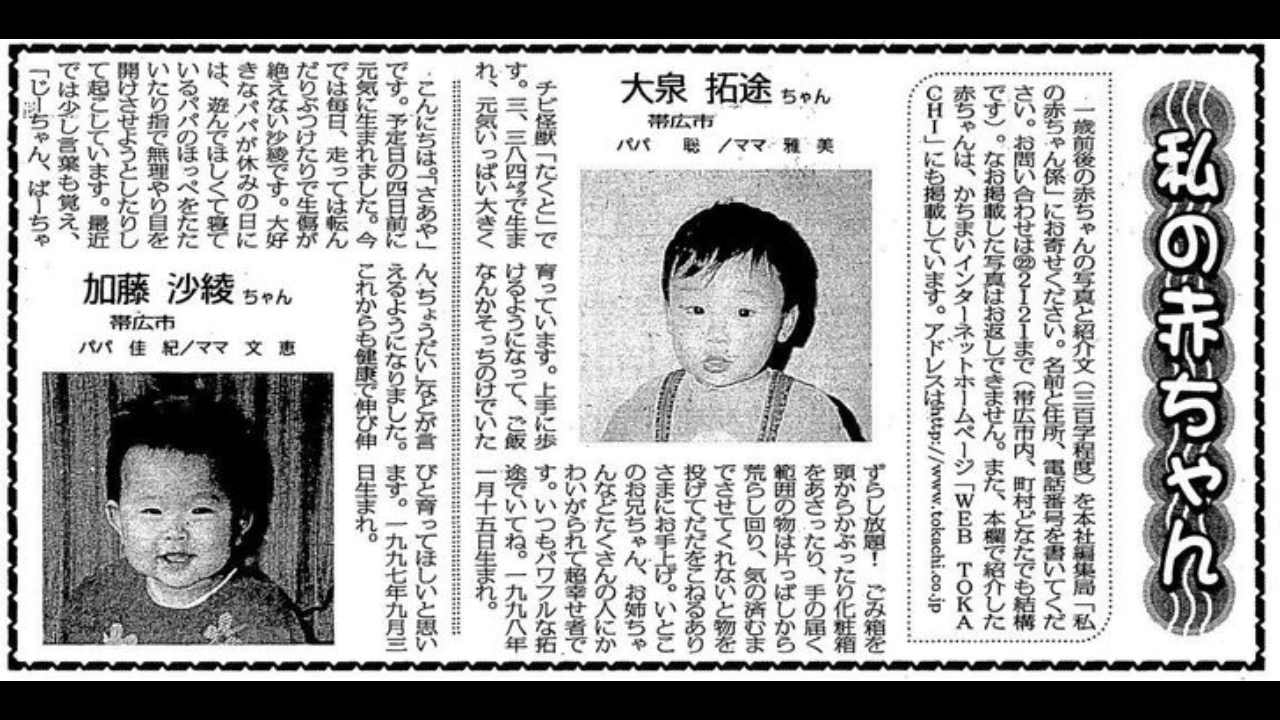 私の赤ちゃん
一歳前後の赤ちゃんの写真と紹介文（三百字程度）を本社編集局「私
の赤ちゃん係」にお寄せください。名前と住所、電話番号を書いてくだ
さい。お問い合わせは㉒2121まで（帯広市内、町村どなたでも結構
です）。なお掲載した写真はお返しできません。また、本欄で紹介した
赤ちゃんは、かちまいインターネットホームページ「WEB TOKA
CHI」にも掲載しています。アドレスはhttp://www.tokachi.co.jp
大泉 拓途ちゃん
帯広市
パパ 聡／ママ 雅美
チビ怪獣「たくと」で
す。三、三八四㌘で生ま
れ、元気いっぱい大きく
育っています。上手に歩
けるようになって、ご飯
なんかそっちのけでいた
ずらし放題！ ごみ箱を
頭からかぶったり化粧箱
をあさったり、手の届く
範囲の物は片っぱしから
荒らし回り、気の済むま
でさせてくれないと物を
投げてだだをこねるあり
さまにお手上げ。いとこ
のお兄ちゃん、お姉ちゃ
んなどたくさんの人にか
わいがられて超幸せ者で
す。いつもパワフルな拓
途でいてね。一九九八年
一月十五日生まれ。
加藤 沙綾ちゃん
帯広市
パパ 佳紀／ママ 文恵
こんにちは。「さあや」
です。予定日の四日前に
元気に生まれました。今
では毎日、走っては転ん
だりぶつけたりで生傷が
絶えない沙綾です。大好
きなパパが休みの日に
は、遊んでほしくて寝て
いるパパのほっぺをたた
いたり指で無理やり目を
開けさせようとしたりし
て起こしています。最近
では少し言葉も覚え、
「じーちゃん、ばーちゃ
ん、ちょうだい」などが言
えるようになりました。
これからも健康で伸び伸
びと育ってほしいと思い
ます。一九九七年九月三
日生まれ。